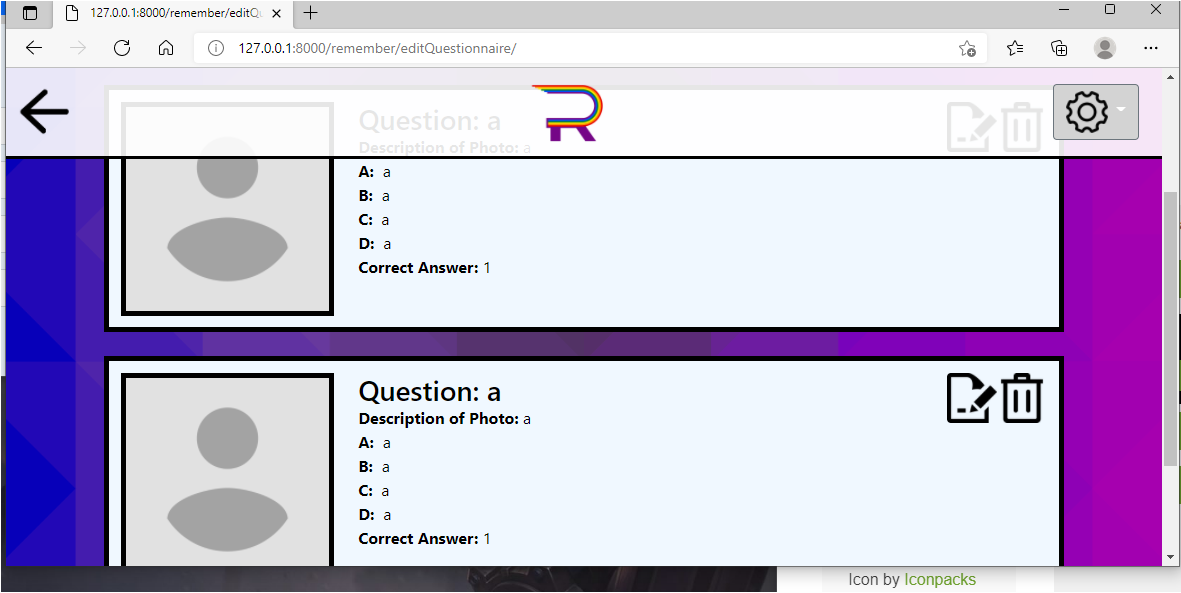 127.0.0.1:8000/remember/editQu
127.0.0.1:8000/remember/editQuestionnaire/
R
Question: a
Description of Photo: a
A: a
B: a
C: a
D: a
Correct Answer: 1
Question: a
Description of Photo: a
A: a
B: a
C: a
D: a
Correct Answer: 1
Icon by Iconpacks